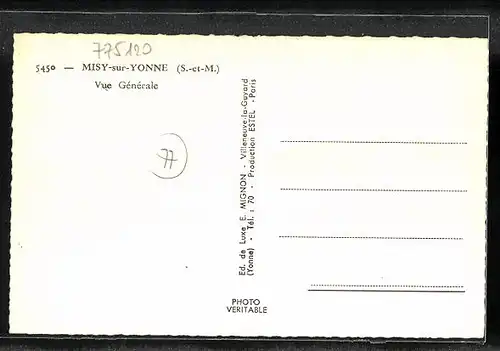 775120
5450 — MISY-sur-YONNE (S.-et-M.)
Vue Générale
77
Ed. de Luxe E. MIGNON - Villeneuve-la-Guyard
(Yonne) - Tél. : 70 - Production ESTEL - Paris
PHOTO
VERITABLE